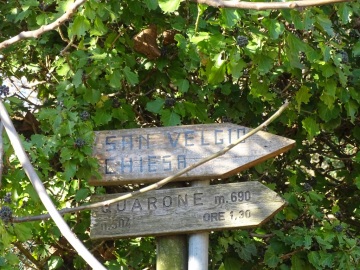 SAN VELGIO
CHIESA
QUARONE m. 690
ORE 1,30